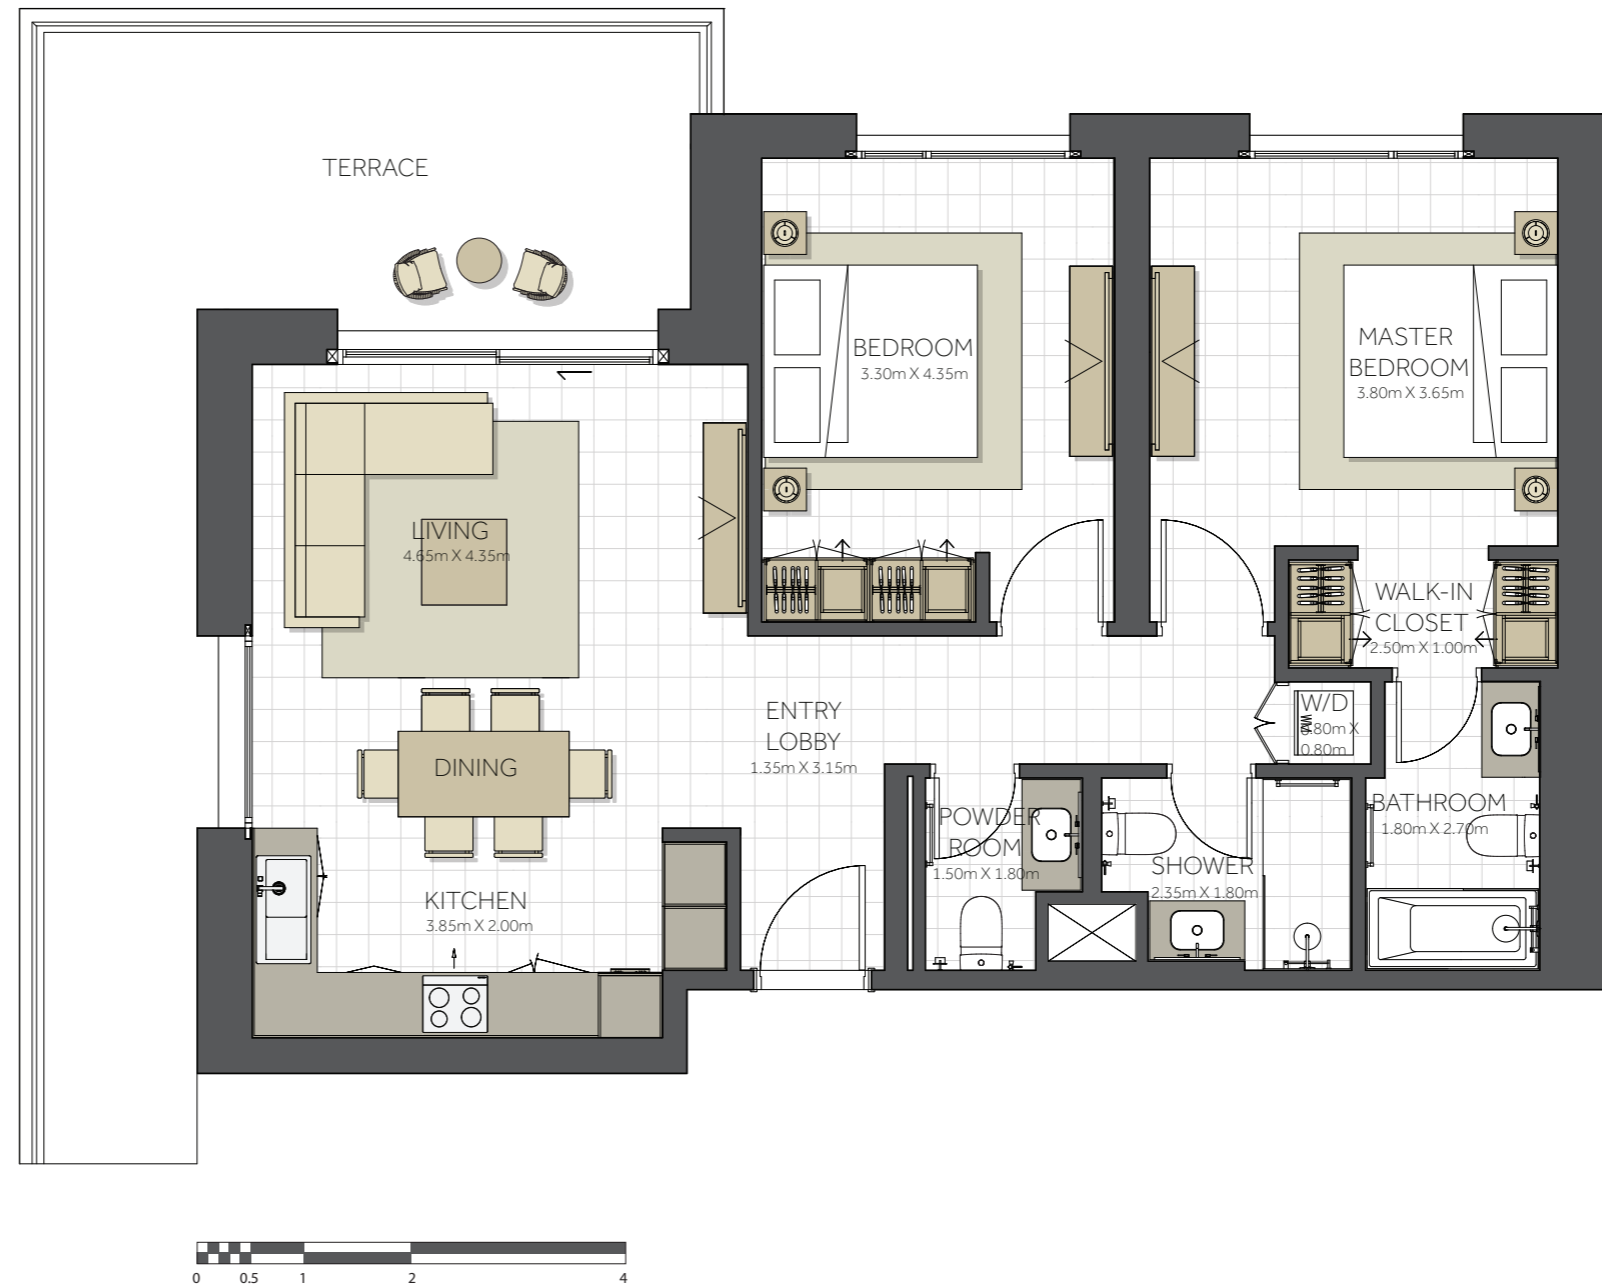 TERRACE
BEDROOM
3.30m X 4.35m
MASTER
BEDROOM
3.80m X 3.65m
LIVING
4.65m X 4.35m
WALK-IN
CLOSET
2.50m X 1.00m
ENTRY
LOBBY
1.35m X 3.15m
W/D
WM
0.80m X
0.80m
DINING
POWDER
ROOM
1.50m X 1.80m
SHOWER
2.35m X 1.80m
BATHROOM
1.80m X 2.70m
KITCHEN
3.85m X 2.00m
0 0.5 1 2 4